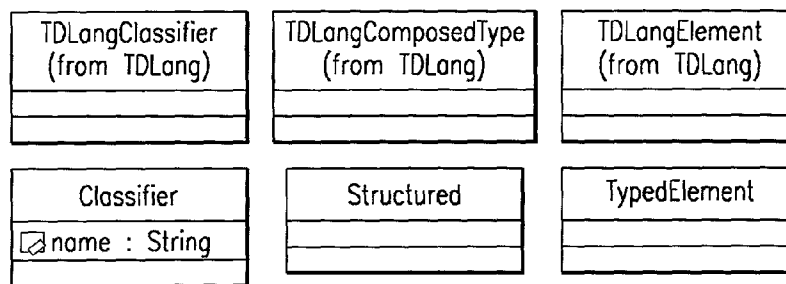 TDLangClassifier
(from TDLang)
TDLangComposedType
(from TDLang)
TDLangElement
(from TDLang)
Classifier
name : String
Structured
TypedElement